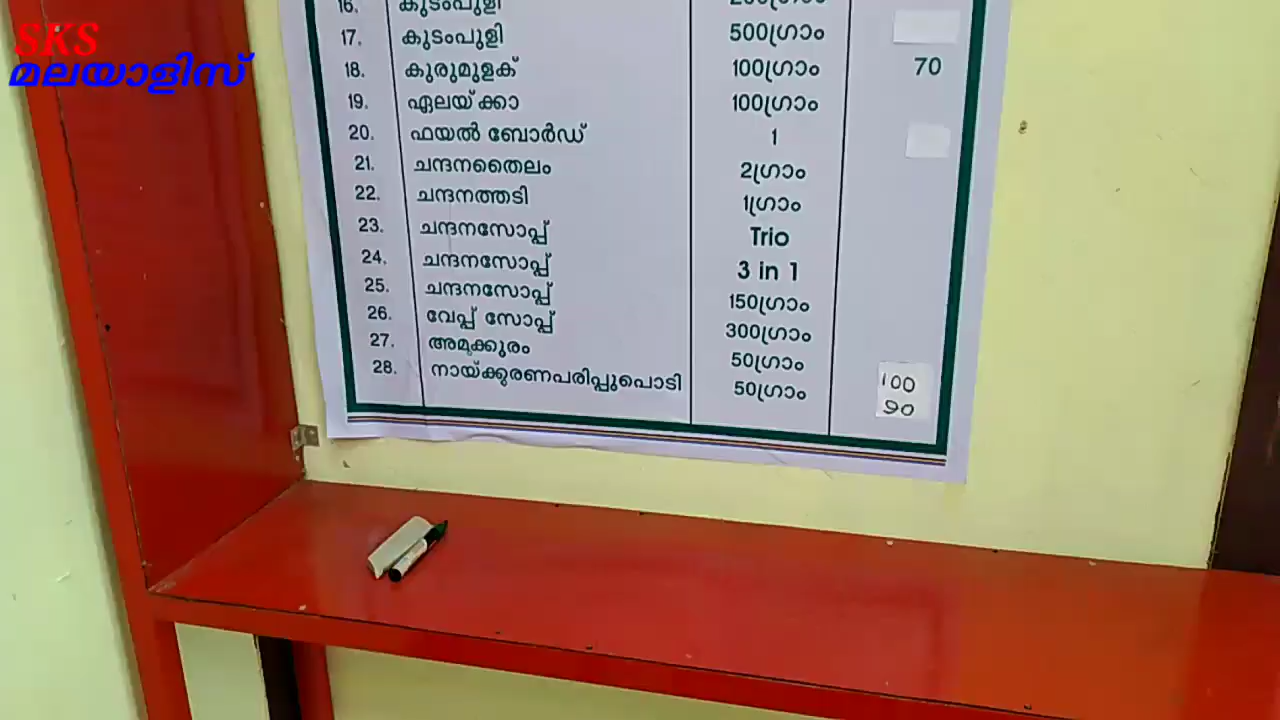 SKS
മലയാളിസ്
16. കുടംപുളി
17. കുടംപുളി 500ഗ്രാം
18. കുരുമുളക് 100ഗ്രാം 70
19. ഏലയ്ക്കാ 100ഗ്രാം
20. ഫയൽ ബോർഡ് 1
21. ചന്ദനതൈലം 2ഗ്രാം
22. ചന്ദനത്തടി 1ഗ്രാം
23. ചന്ദനസോപ്പ് Trio
24. ചന്ദനസോപ്പ് 3 in 1
25. ചന്ദനസോപ്പ് 150ഗ്രാം
26. വേപ്പ് സോപ്പ് 300ഗ്രാം
27. അമുക്കുരം 50ഗ്രാം 100
28. നായ്ക്കുരണപരിപ്പുപൊടി 50ഗ്രാം 90